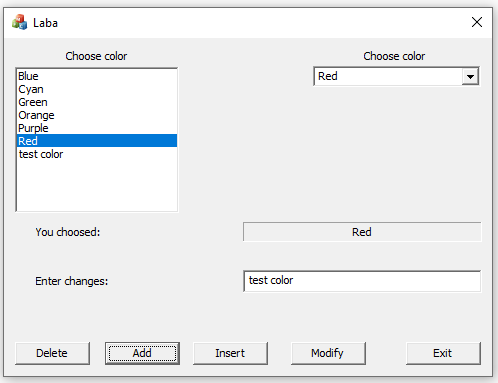 Laba
Choose color
Choose color
Blue
Cyan
Green
Orange
Purple
Red
test color
Red
You choosed:
Red
Enter changes:
test color
Delete
Add
Insert
Modify
Exit